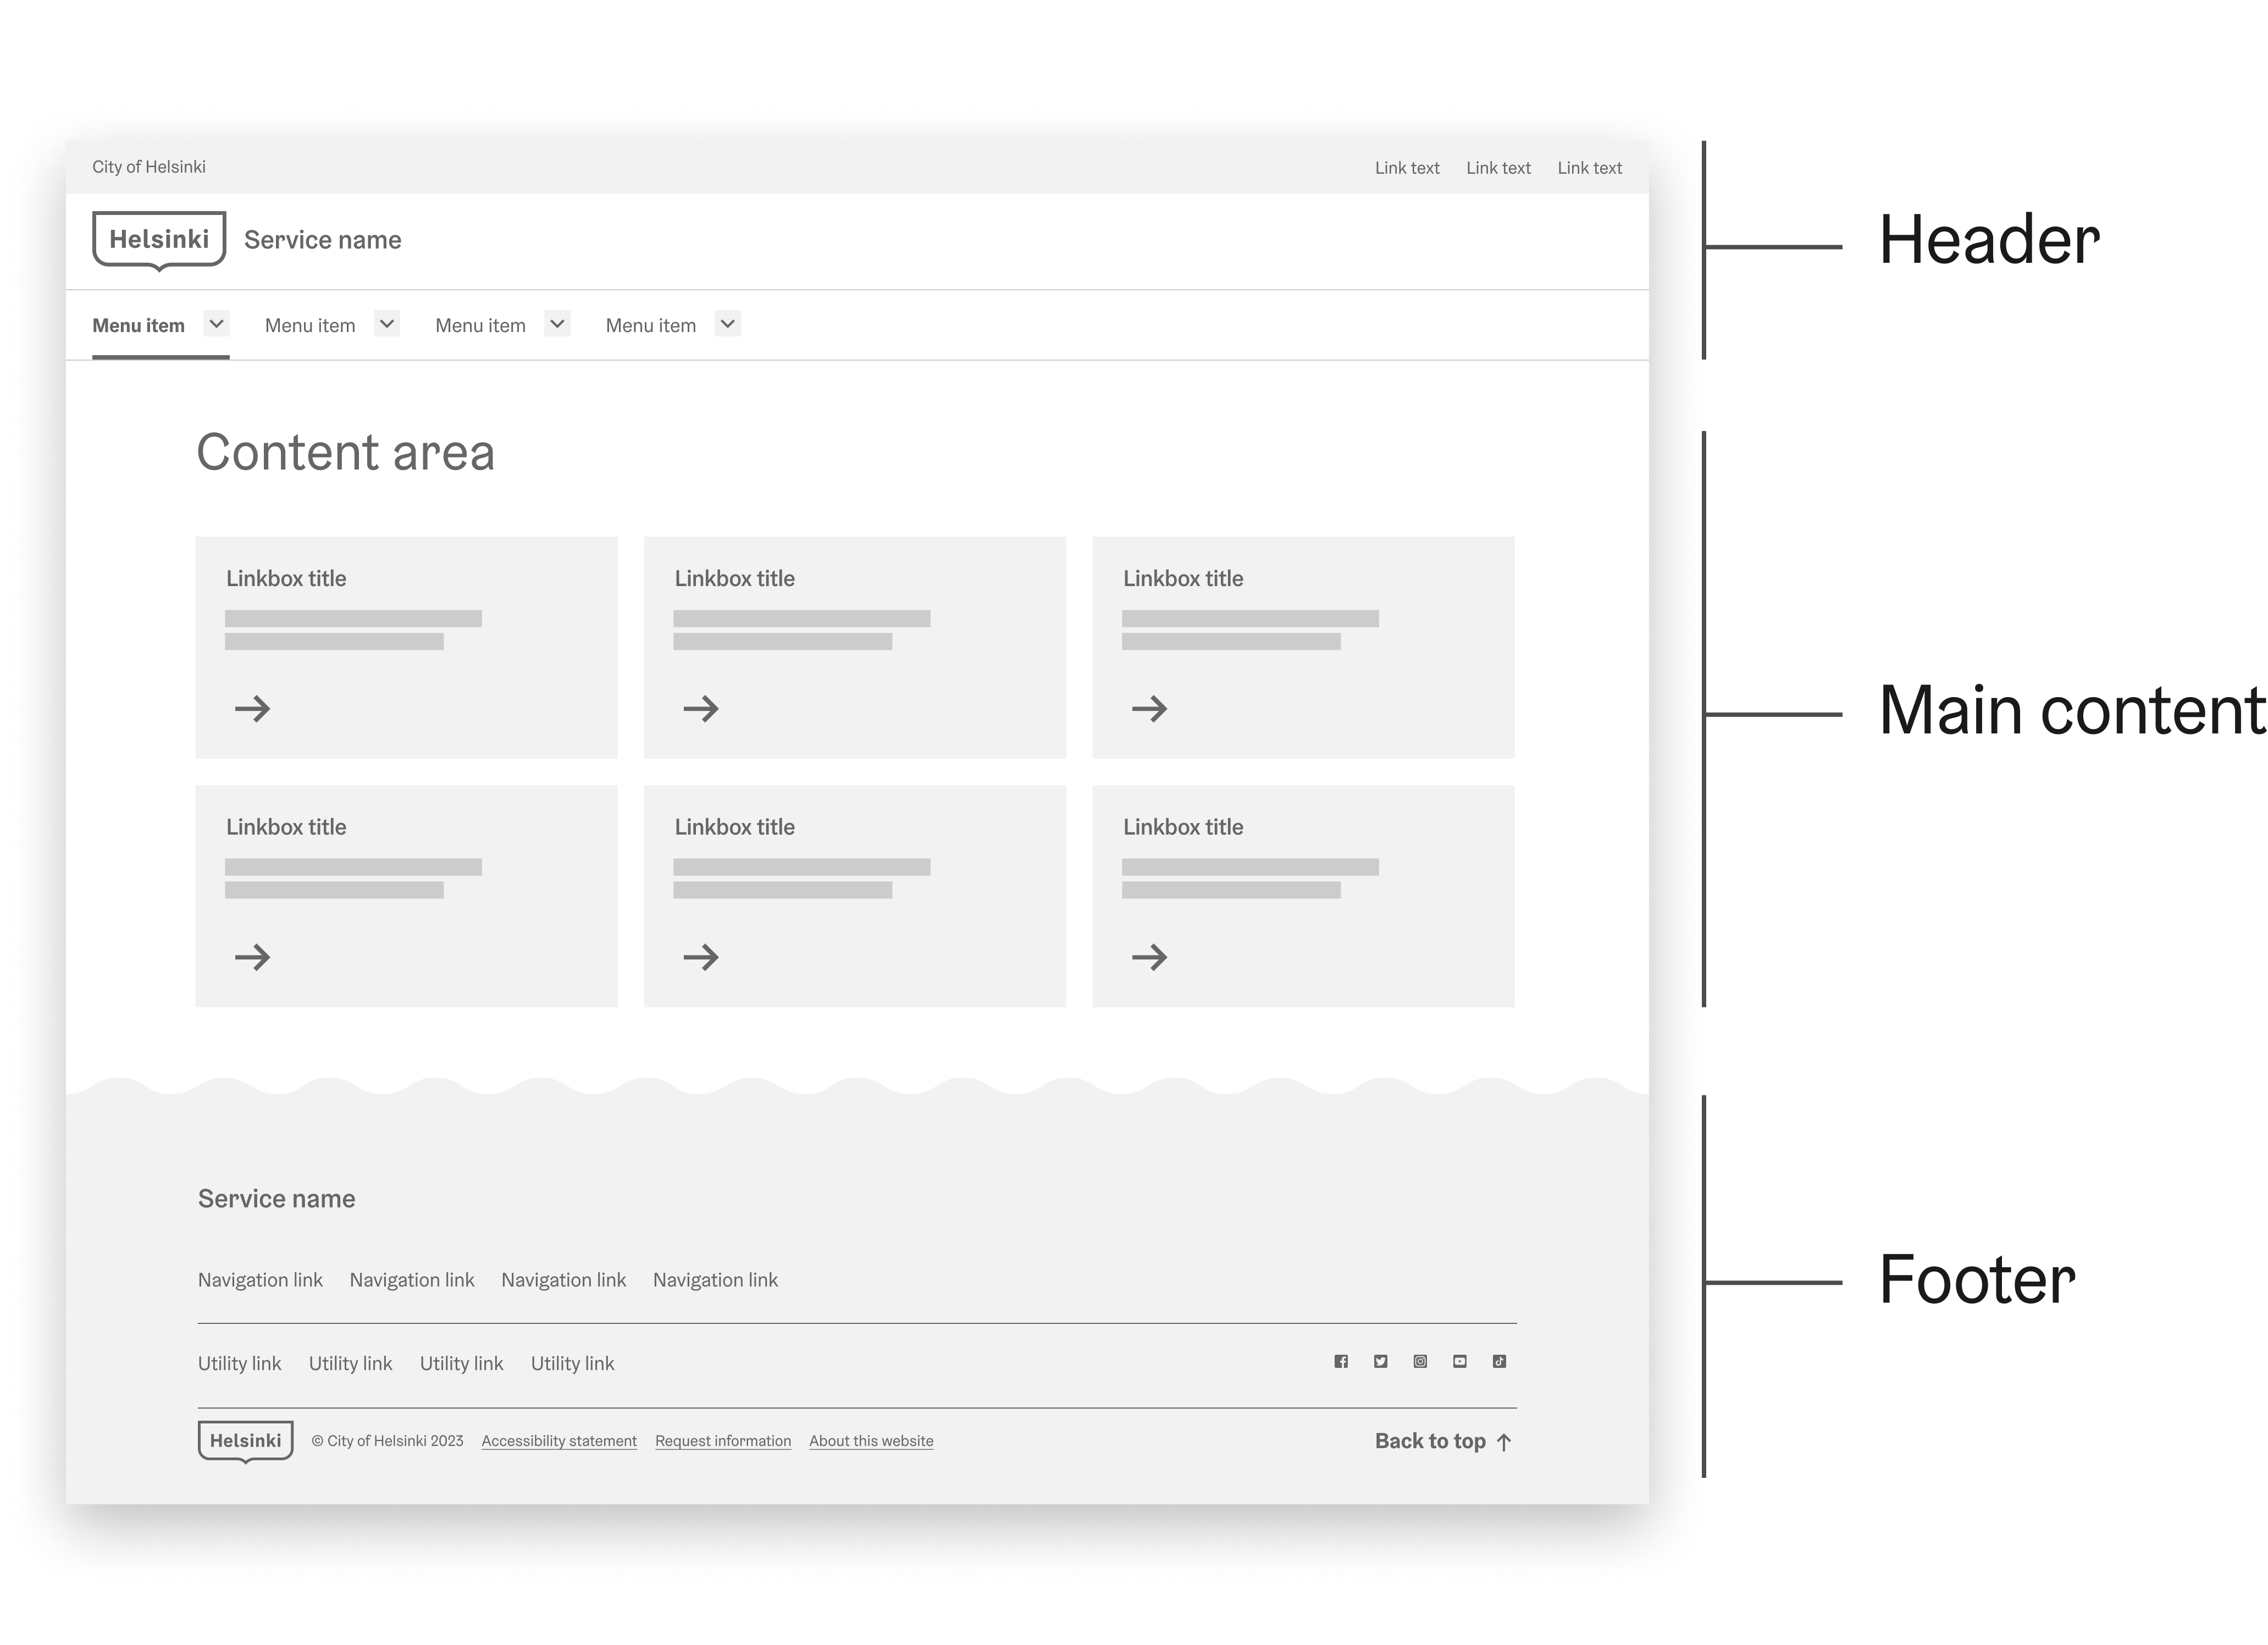 City of Helsinki Link text Link text Link text
Helsinki Service name
Header
Menu item Menu item Menu item Menu item
Content area
Linkbox title Linkbox title Linkbox title
Main content
Linkbox title Linkbox title Linkbox title
Service name
Navigation link Navigation link Navigation link Navigation link
Footer
Utility link Utility link Utility link Utility link
Helsinki © City of Helsinki 2023 Accessibility statement Request information About this website Back to top